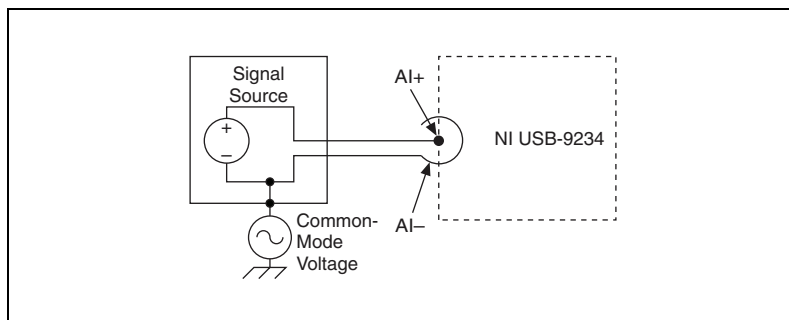 Signal
Source
+
–
AI+
NI USB-9234
AI–
Common-
Mode
Voltage